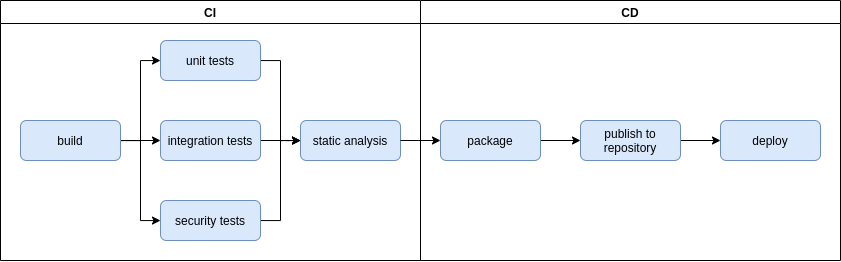 CI
CD
unit tests
build
integration tests
static analysis
package
publish to
repository
deploy
security tests